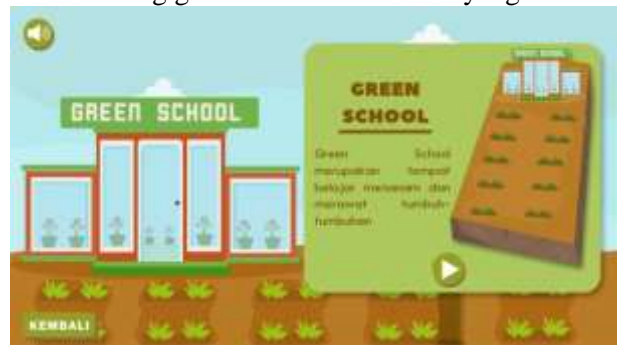 GREEN SCHOOL
GREEN
SCHOOL
Green School
merupakan tempat
belajar menanam dan
merawat tumbuh-
tumbuhan
KEMBALI